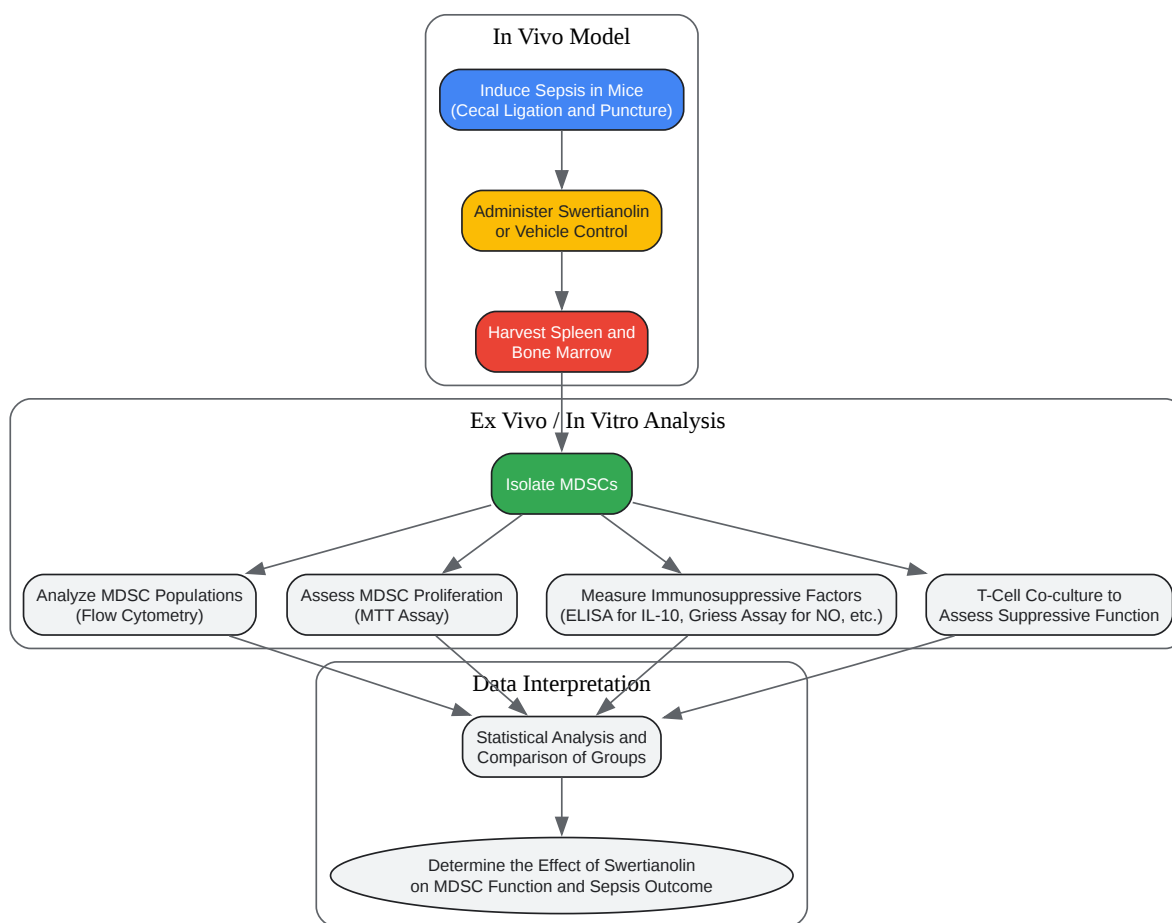 In Vivo Model
Induce Sepsis in Mice
(Cecal Ligation and Puncture)
Administer Swertianolin
or Vehicle Control
Harvest Spleen and
Bone Marrow
Ex Vivo / In Vitro Analysis
Isolate MDSCs
Analyze MDSC Populations
(Flow Cytometry)
Assess MDSC Proliferation
(MTT Assay)
Measure Immunosuppressive Factors
(ELISA for IL-10, Griess Assay for NO, etc.)
T-Cell Co-culture to
Assess Suppressive Function
Data Interpretation
Statistical Analysis and
Comparison of Groups
Determine the Effect of Swertianolin
on MDSC Function and Sepsis Outcome